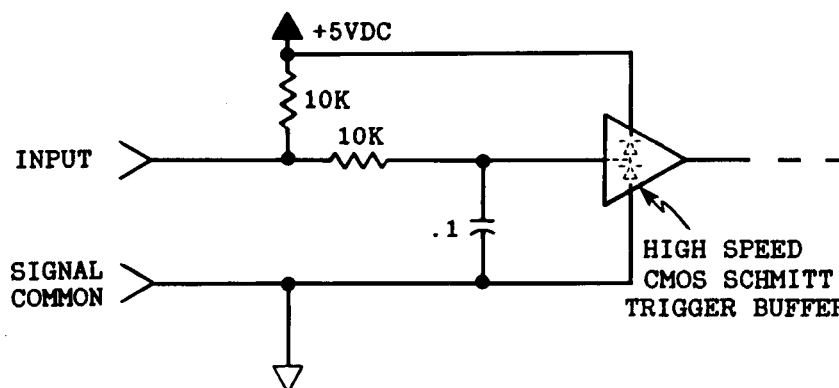 +5VDC
10K
10K
INPUT
.1
SIGNAL
COMMON
HIGH SPEED
CMOS SCHMITT
TRIGGER BUFFER